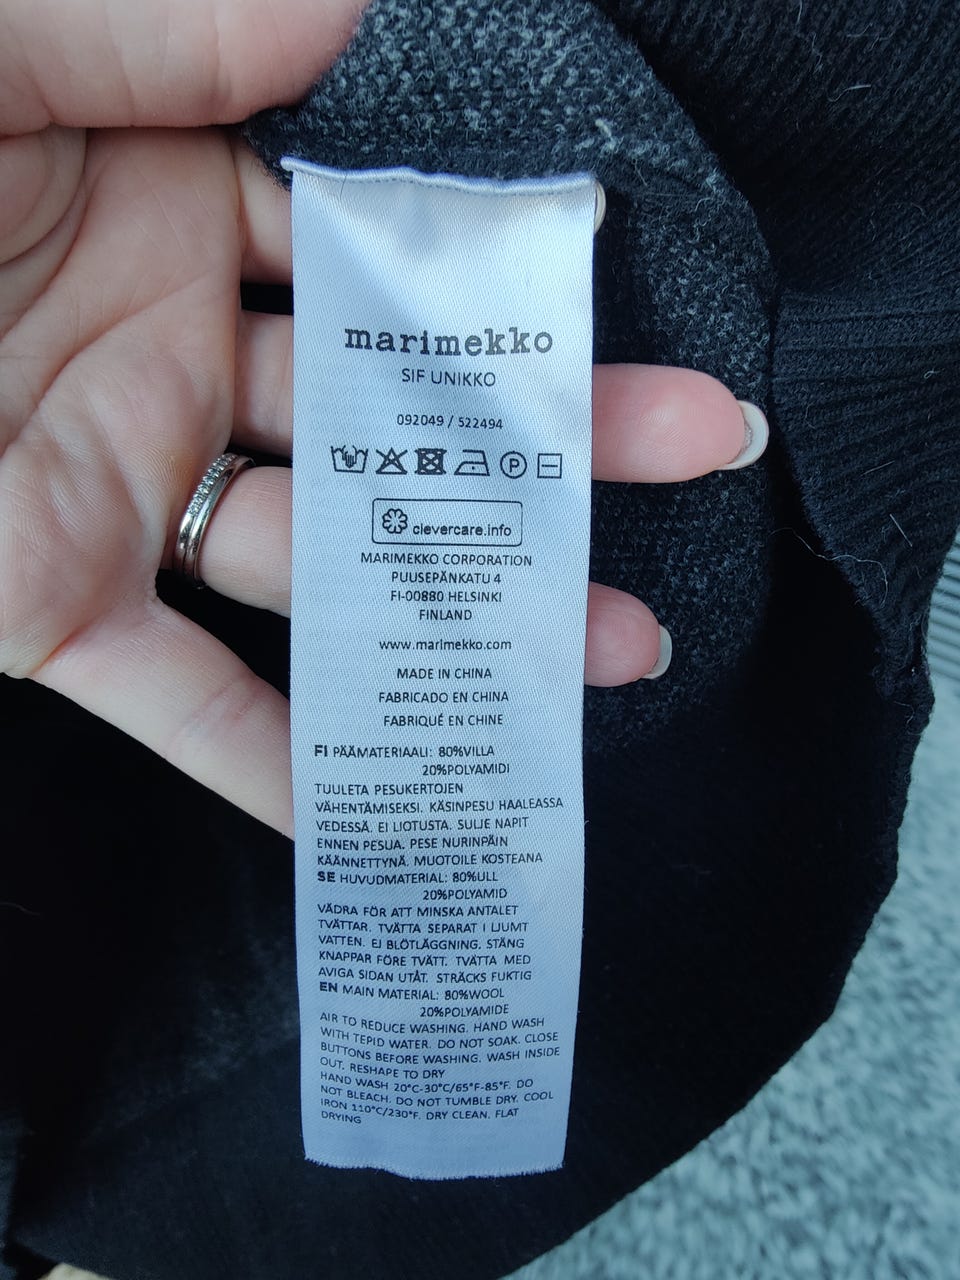 marimekko
SIF UNIKKO
092049 / 522494
P
clevercare.info
MARIMEKKO CORPORATION
PUUSEPÄNKATU 4
FI-00880 HELSINKI
FINLAND
www.marimekko.com
MADE IN CHINA
FABRICADO EN CHINA
FABRIQUÉ EN CHINE
FI PÄÄMATERIAALI: 80%VILLA
20%POLYAMIDI
TUULETA PESUKERTOJEN
VÄHENTÄMISEKSI. KÄSINPESU HAALEASSA
VEDESSÄ. EI LIOTUSTA. SULJE NAPIT
ENNEN PESUA. PESE NURINPÄIN
KÄÄNNETTYNÄ. MUOTOILE KOSTEANA
SE HUVUDMATERIAL: 80%ULL
20%POLYAMID
VÄDRA FÖR ATT MINSKA ANTALET
TVÄTTAR. TVÄTTA SEPARAT I LJUMT
VATTEN. EJ BLÖTLÄGGNING. STÄNG
KNAPPAR FÖRE TVÄTT. TVÄTTA MED
AVIGA SIDAN UTÅT. STRÄCKS FUKTIG
EN MAIN MATERIAL: 80%WOOL
20%POLYAMIDE
AIR TO REDUCE WASHING. HAND WASH
WITH TEPID WATER. DO NOT SOAK. CLOSE
BUTTONS BEFORE WASHING. WASH INSIDE
OUT. RESHAPE TO DRY
HAND WASH 20°C-30°C/65°F-85°F. DO
NOT BLEACH. DO NOT TUMBLE DRY. COOL
IRON 110°C/230°F. DRY CLEAN. FLAT
DRYING